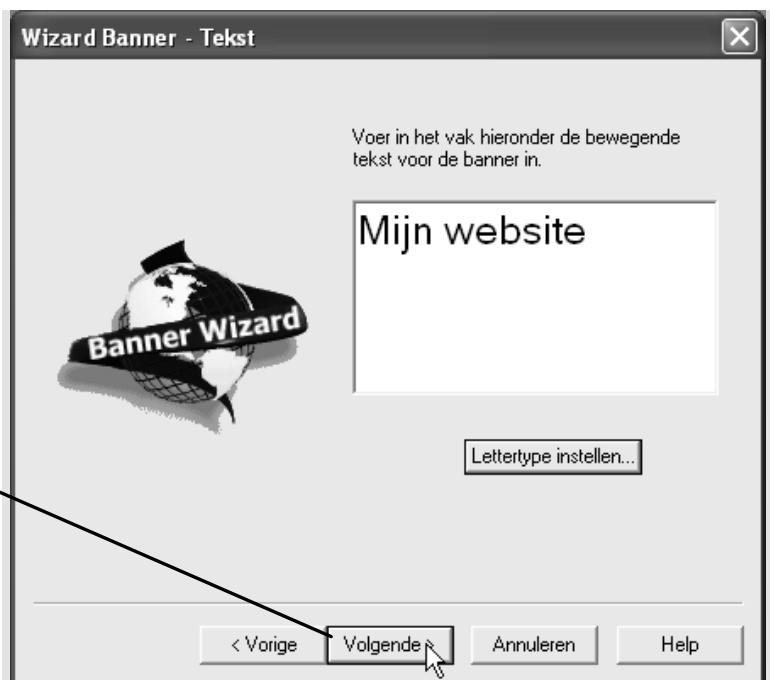 Wizard Banner - Tekst
Voer in het vak hieronder de bewegende
tekst voor de banner in.
Mijn website
Banner Wizard
Lettertype instellen...
< Vorige
Volgende >
Annuleren
Help